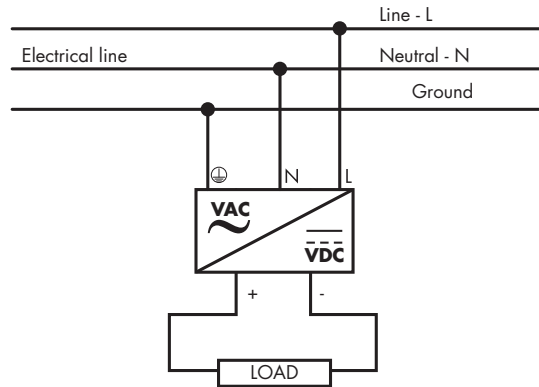 Line - L
Electrical line
Neutral - N
Ground
N
L
VAC
VDC
+
-
LOAD